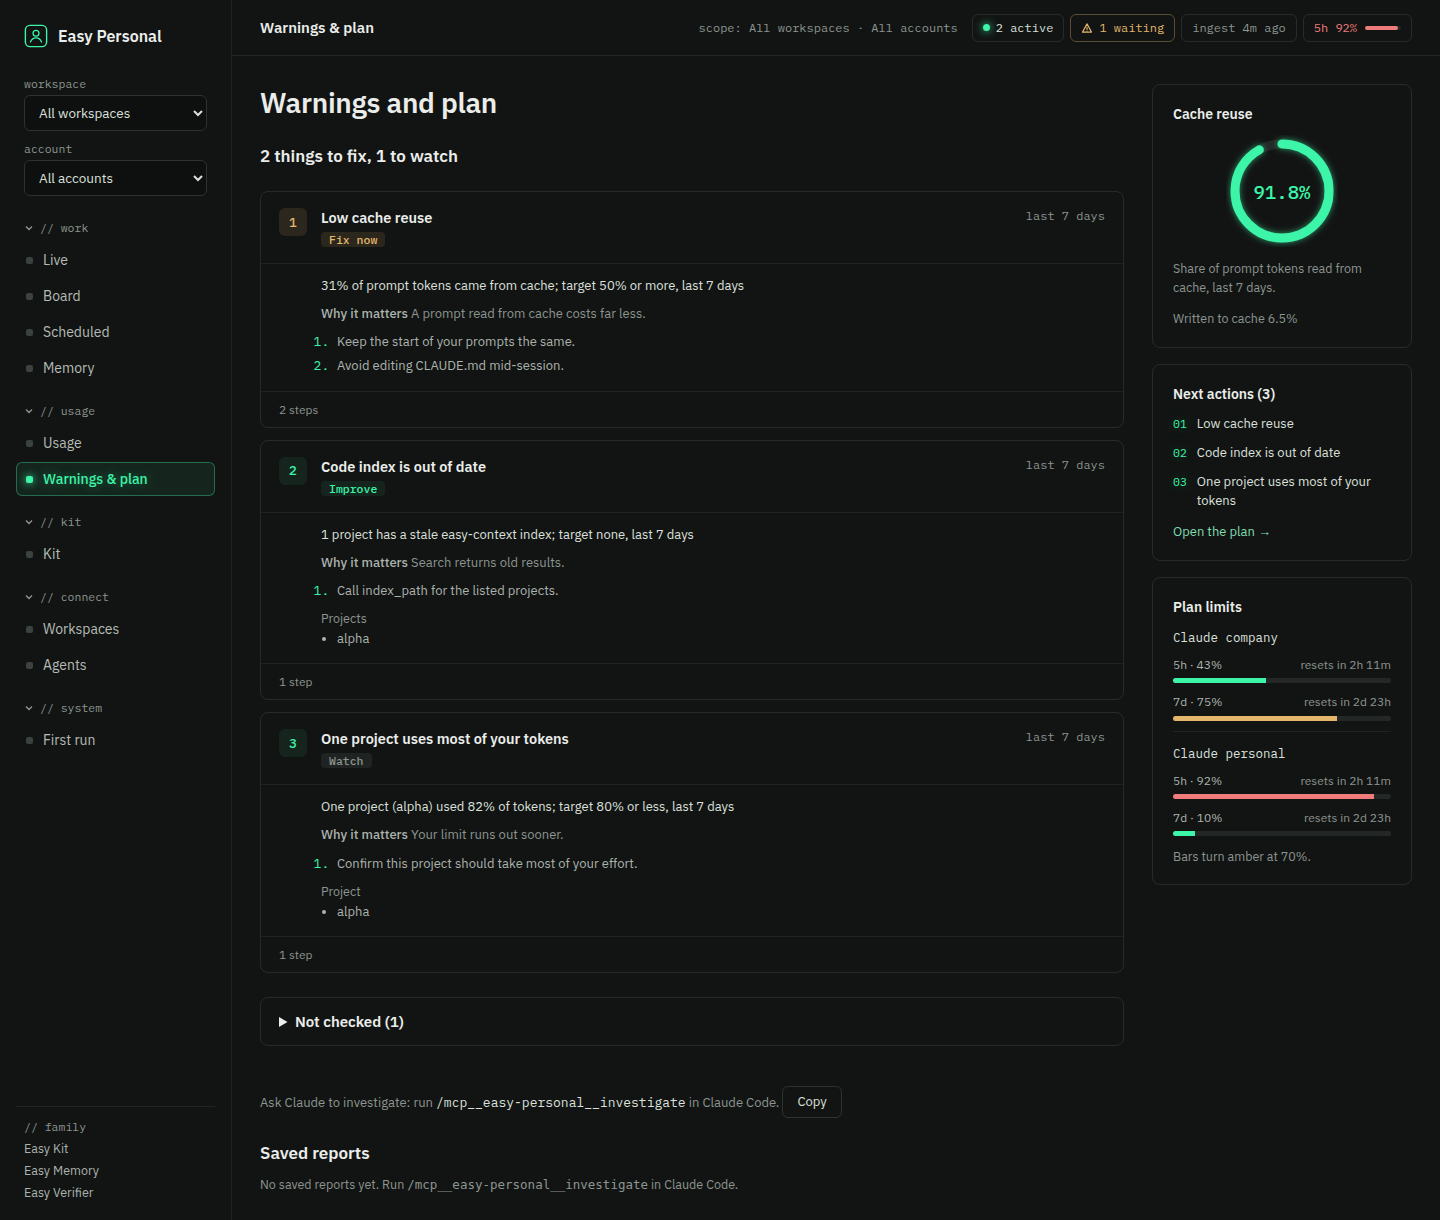 Easy Personal
workspace
All workspaces
account
All accounts
// work
Live
Board
Scheduled
Memory
// usage
Usage
Warnings & plan
// kit
Kit
// connect
Workspaces
Agents
// system
First run
// family
Easy Kit
Easy Memory
Easy Verifier
Warnings & plan
scope: All workspaces · All accounts
2 active
1 waiting
ingest 4m ago
5h 92%
Warnings and plan
2 things to fix, 1 to watch
1
Low cache reuse
last 7 days
Fix now
31% of prompt tokens came from cache; target 50% or more, last 7 days
Why it matters A prompt read from cache costs far less.
1. Keep the start of your prompts the same.
2. Avoid editing CLAUDE.md mid-session.
2 steps
2
Code index is out of date
last 7 days
Improve
1 project has a stale easy-context index; target none, last 7 days
Why it matters Search returns old results.
1. Call index_path for the listed projects.
Projects
• alpha
1 step
3
One project uses most of your tokens
last 7 days
Watch
One project (alpha) used 82% of tokens; target 80% or less, last 7 days
Why it matters Your limit runs out sooner.
1. Confirm this project should take most of your effort.
Project
• alpha
1 step
Not checked (1)
Ask Claude to investigate: run /mcp__easy-personal__investigate in Claude Code.
Copy
Saved reports
No saved reports yet. Run /mcp__easy-personal__investigate in Claude Code.
Cache reuse
91.8%
Share of prompt tokens read from
cache, last 7 days.
Written to cache 6.5%
Next actions (3)
01 Low cache reuse
02 Code index is out of date
03 One project uses most of your
tokens
Open the plan →
Plan limits
Claude company
5h · 43%
resets in 2h 11m
7d · 75%
resets in 2d 23h
Claude personal
5h · 92%
resets in 2h 11m
7d · 10%
resets in 2d 23h
Bars turn amber at 70%.